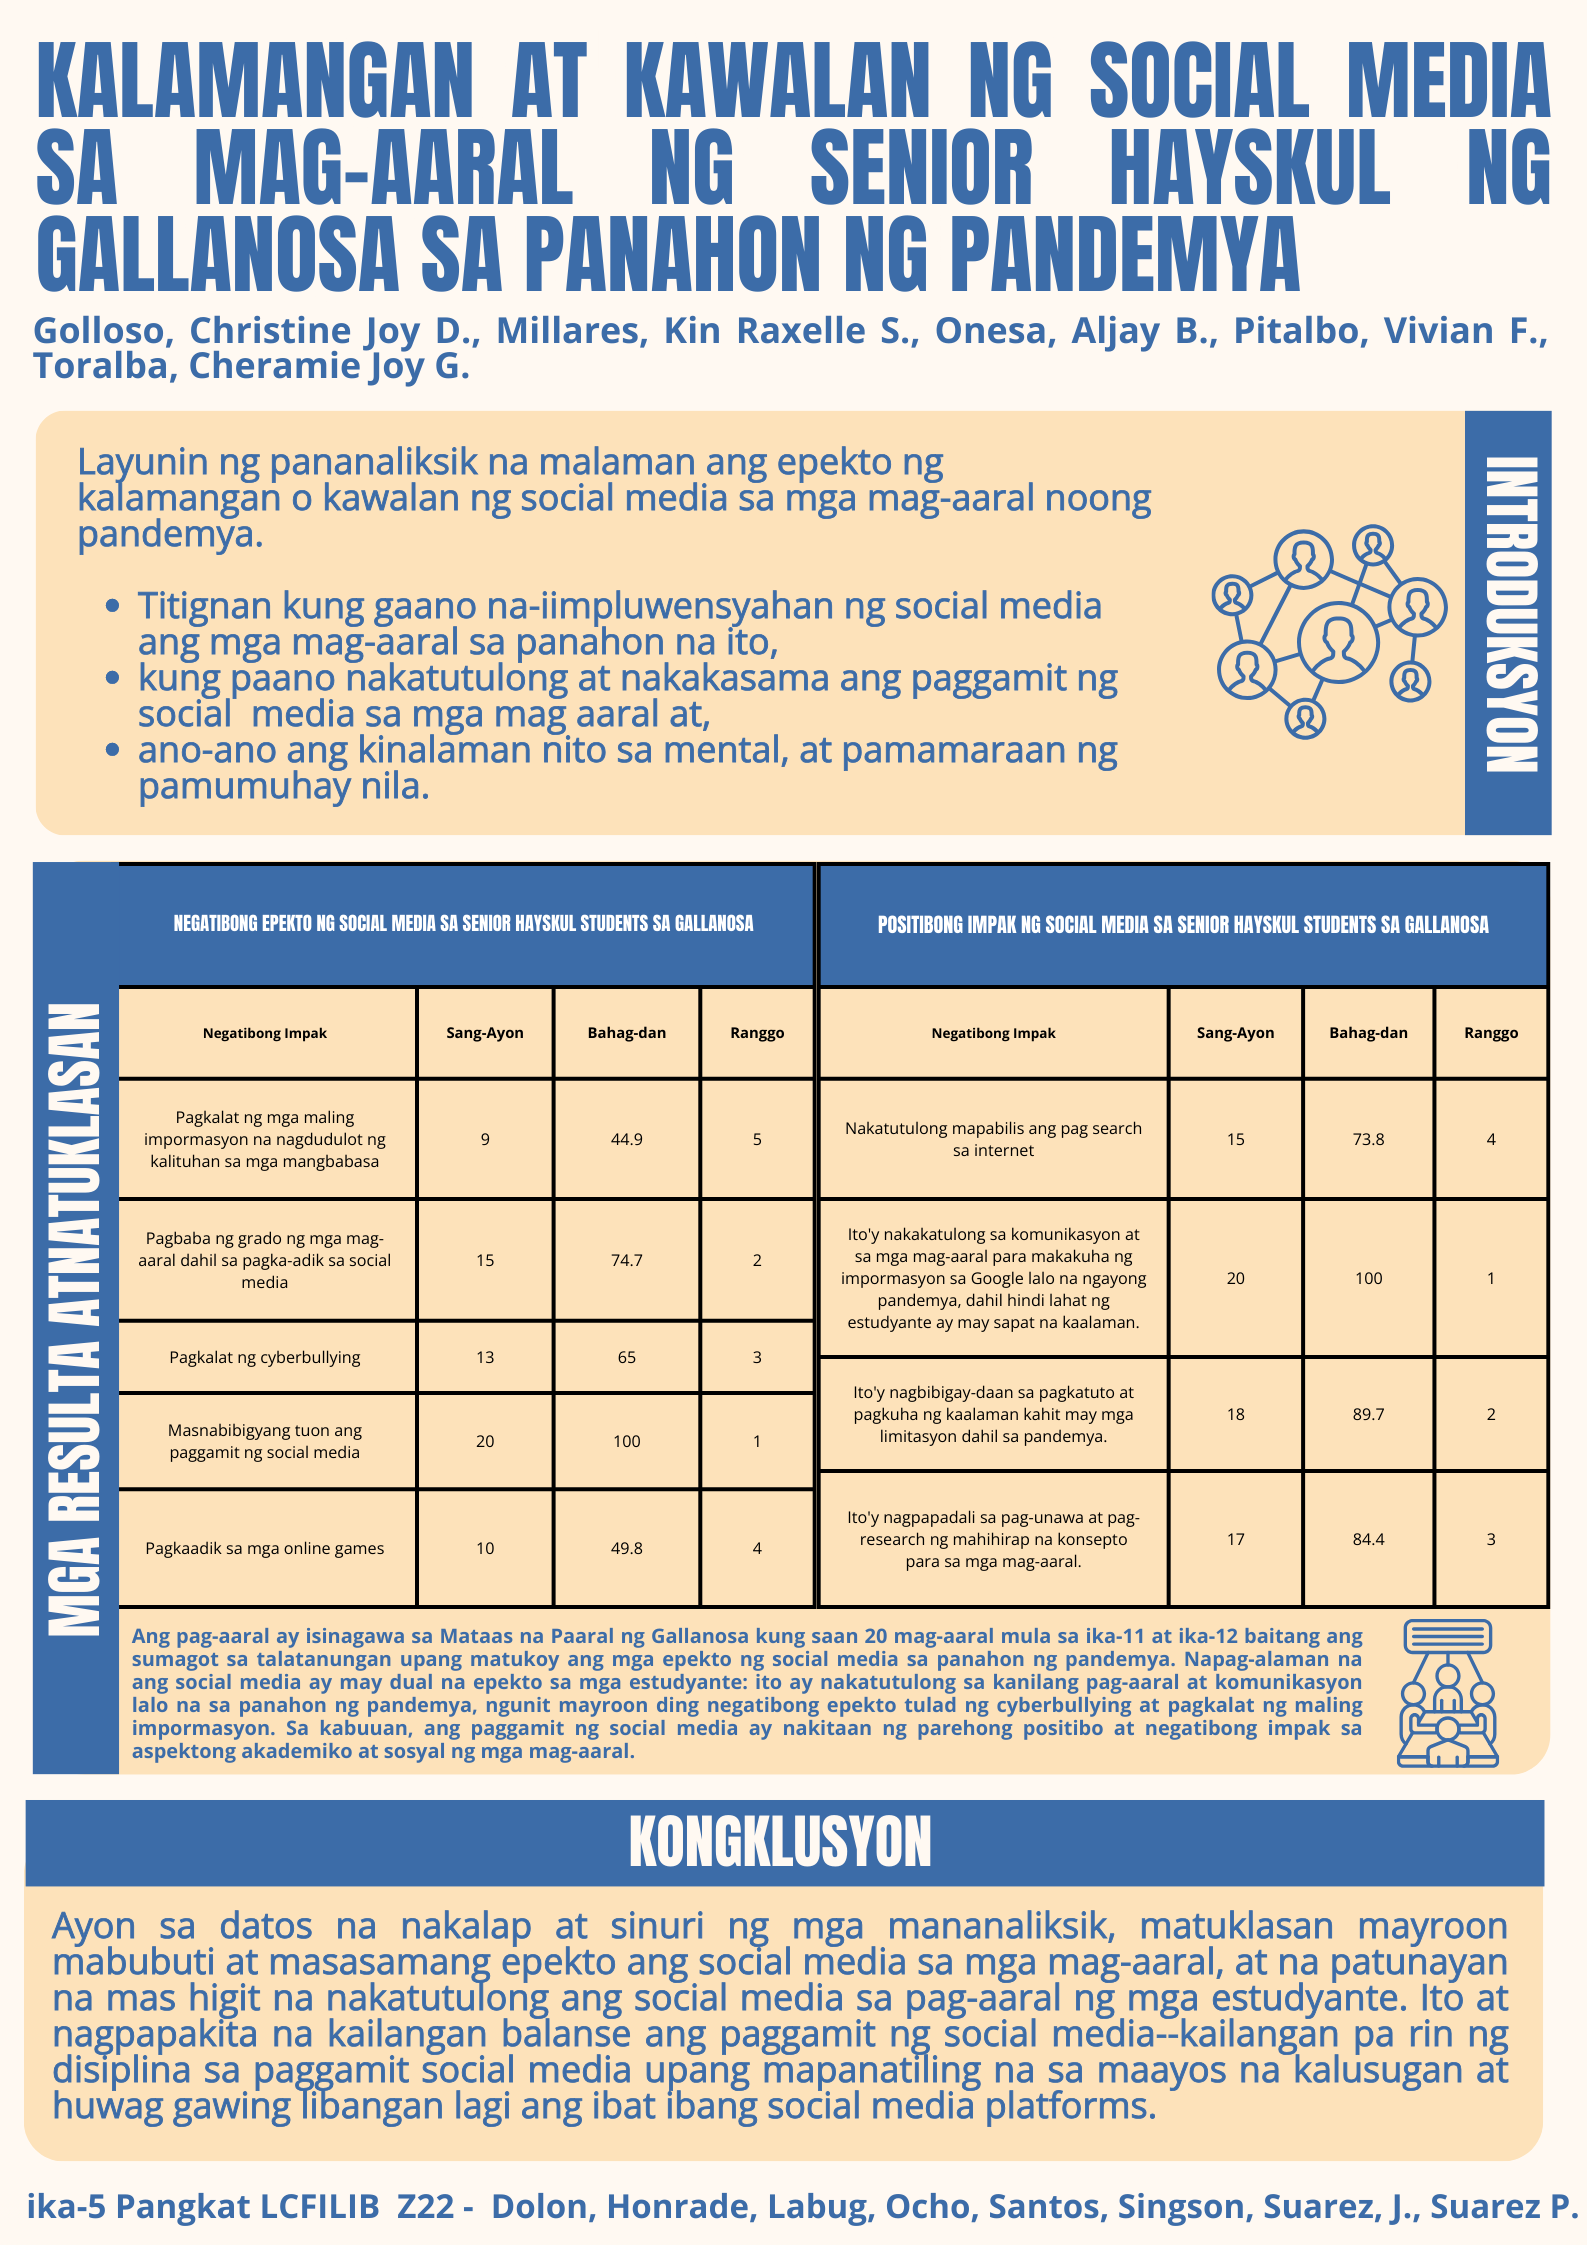 KALAMANGAN AT KAWALAN NG SOCIAL MEDIA
SA MAG-AARAL NG SENIOR HAYSKUL NG
GALLANOSA SA PANAHON NG PANDEMYA
Golloso, Christine Joy D., Millares, Kin Raxelle S., Onesa, Aljay B., Pitalbo, Vivian F.,
Toralba, Cheramie Joy G.
Layunin ng pananaliksik na malaman ang epekto ng
kalamangan o kawalan ng social media sa mga mag-aaral noong
pandemya.
• Titignan kung gaano na-iimpluwensyahan ng social media
ang mga mag-aaral sa panahon na ito,
• kung paano nakatutulong at nakakasama ang paggamit ng
social media sa mga mag aaral at,
• ano-ano ang kinalaman nito sa mental, at pamamaraan ng
pamumuhay nila.
INTRODUKSYON
MGA RESULTA ATNATUKLASAN
NEGATIBONG EPEKTO NG SOCIAL MEDIA SA SENIOR HAYSKUL STUDENTS SA GALLANOSA
Negatibong Impak Sang-Ayon Bahag-dan Ranggo
Pagkalat ng mga maling
impormasyon na nagdudulot ng
kalituhan sa mga mangbabasa
9 44.9 5
Pagbaba ng grado ng mga mag-
aaral dahil sa pagka-adik sa social
media
15 74.7 2
Pagkalat ng cyberbullying 13 65 3
Masnabibigyang tuon ang
paggamit ng social media
20 100 1
Pagkaadik sa mga online games 10 49.8 4
POSITIBONG IMPAK NG SOCIAL MEDIA SA SENIOR HAYSKUL STUDENTS SA GALLANOSA
Negatibong Impak Sang-Ayon Bahag-dan Ranggo
Nakatutulong mapabilis ang pag search
sa internet
15 73.8 4
Ito'y nakakatulong sa komunikasyon at
sa mga mag-aaral para makakuha ng
impormasyon sa Google lalo na ngayong
pandemya, dahil hindi lahat ng
estudyante ay may sapat na kaalaman.
20 100 1
Ito'y nagbibigay-daan sa pagkatuto at
pagkuha ng kaalaman kahit may mga
limitasyon dahil sa pandemya.
18 89.7 2
Ito'y nagpapadali sa pag-unawa at pag-
research ng mahihirap na konsepto
para sa mga mag-aaral.
17 84.4 3
Ang pag-aaral ay isinagawa sa Mataas na Paaral ng Gallanosa kung saan 20 mag-aaral mula sa ika-11 at ika-12 baitang ang
sumagot sa talatanungan upang matukoy ang mga epekto ng social media sa panahon ng pandemya. Napag-alaman na
ang social media ay may dual na epekto sa mga estudyante: ito ay nakatutulong sa kanilang pag-aaral at komunikasyon
lalo na sa panahon ng pandemya, ngunit mayroon ding negatibong epekto tulad ng cyberbullying at pagkalat ng maling
impormasyon. Sa kabuuan, ang paggamit ng social media ay nakitaan ng parehong positibo at negatibong impak sa
aspektong akademiko at sosyal ng mga mag-aaral.
KONGKLUSYON
Ayon sa datos na nakalap at sinuri ng mga mananaliksik, matuklasan mayroon
mabubuti at masasamang epekto ang social media sa mga mag-aaral, at na patunayan
na mas higit na nakatutulong ang social media sa pag-aaral ng mga estudyante. Ito at
nagpapakita na kailangan balanse ang paggamit ng social media--kailangan pa rin ng
disiplina sa paggamit social media upang mapanatiling na sa maayos na kalusugan at
huwag gawing libangan lagi ang ibat ibang social media platforms.
ika-5 Pangkat LCFILIB Z22 - Dolon, Honrade, Labug, Ocho, Santos, Singson, Suarez, J., Suarez P.